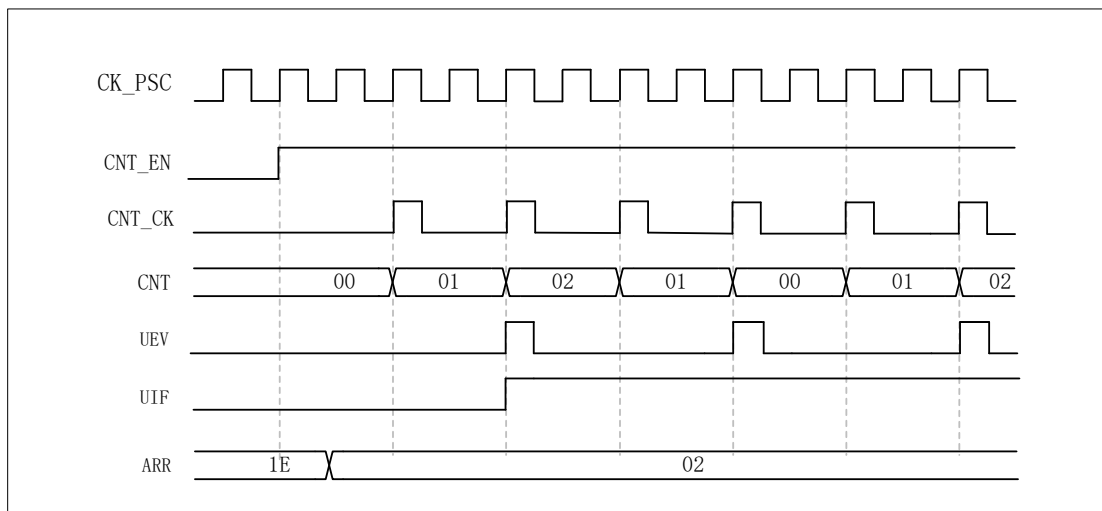 CK_PSC
CNT_EN
CNT_CK
CNT 00 01 02 01 00 01 02
UEV
UIF
ARR 1E 02